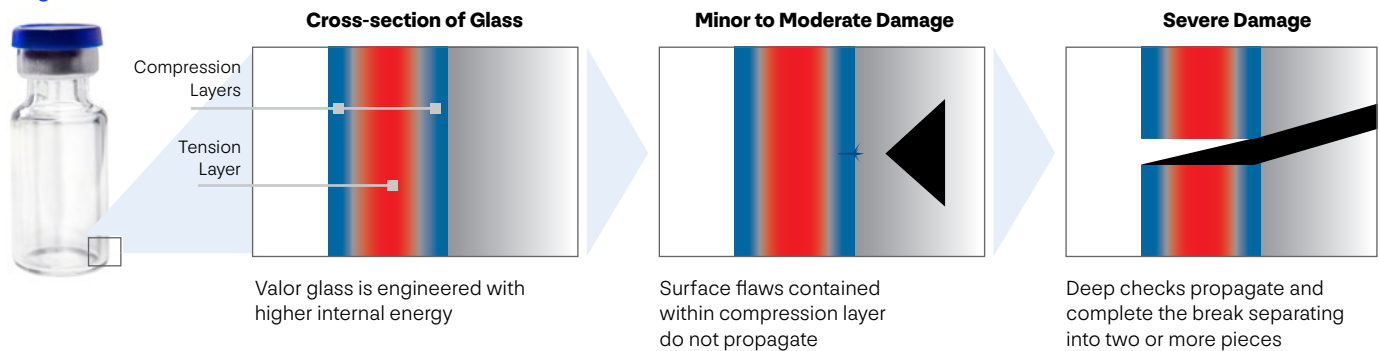 Cross-section of Glass
Minor to Moderate Damage
Severe Damage
Compression
Layers
Tension
Layer
Valor glass is engineered with
higher internal energy
Surface flaws contained
within compression layer
do not propagate
Deep checks propagate and
complete the break separating
into two or more pieces